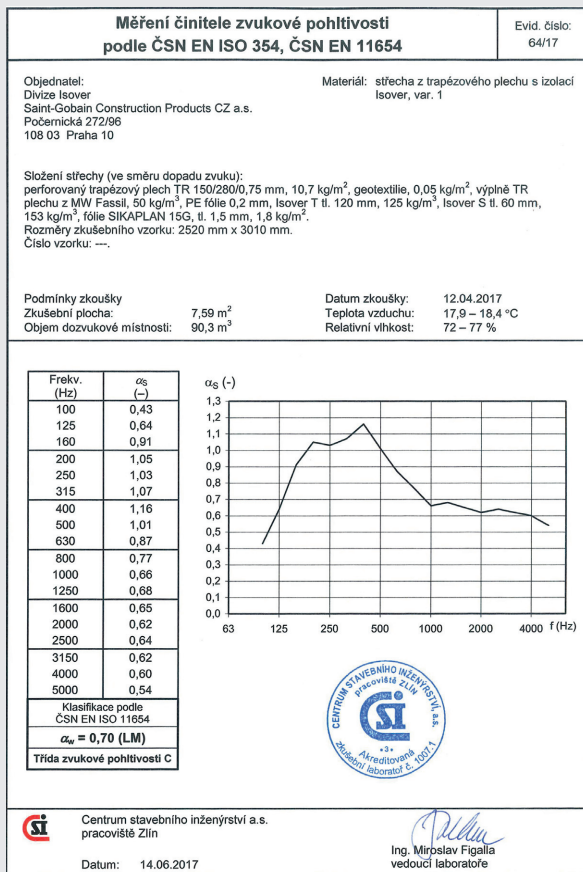 Měření činitele zvukové pohltivosti
podle ČSN EN ISO 354, ČSN EN 11654
Evid. číslo:
64/17
Objednatel:
Divize Isover
Saint-Gobain Construction Products CZ a.s.
Počernická 272/96
108 03 Praha 10
Materiál: střecha z trapézového plechu s izolací
Isover, var. 1
Složení střechy (ve směru dopadu zvuku):
perforovaný trapézový plech TR 150/280/0,75 mm, 10,7 kg/m², geotextilie, 0,05 kg/m², výplně TR
plechu z MW Fassil, 50 kg/m³, PE fólie 0,2 mm, Isover T tl. 120 mm, 125 kg/m³, Isover S tl. 60 mm,
153 kg/m³, fólie SIKAPLAN 15G, tl. 1,5 mm, 1,8 kg/m².
Rozměry zkušebního vzorku: 2520 mm x 3010 mm.
Číslo vzorku: ---.
Podmínky zkoušky
Zkušební plocha: 7,59 m²
Objem dozvukové místnosti: 90,3 m³
Datum zkoušky: 12.04.2017
Teplota vzduchu: 17,9 – 18,4 °C
Relativní vlhkost: 72 – 77 %
Frekv. αS
(Hz) (–)
100 0,43
125 0,64
160 0,91
200 1,05
250 1,03
315 1,07
400 1,16
500 1,01
630 0,87
800 0,77
1000 0,66
1250 0,68
1600 0,65
2000 0,62
2500 0,64
3150 0,62
4000 0,60
5000 0,54
Klasifikace podle
ČSN EN ISO 11654
αw = 0,70 (LM)
Třída zvukové pohltivosti C
αS (-)
1,3
1,2
1,1
1,0
0,9
0,8
0,7
0,6
0,5
0,4
0,3
0,2
0,1
0,0
63 125 250 500 1000 2000 4000 f (Hz)
CENTRUM STAVEBNÍHO INŽENÝRSTVÍ, a.s.
pracoviště ZLÍN
CSI
•3•
Akreditovaná
zkušební laboratoř č. 1007.1
CSI
Centrum stavebního inženýrství a.s.
pracoviště Zlín
Datum: 14.06.2017
Ing. Miroslav Figalla
vedoucí laboratoře